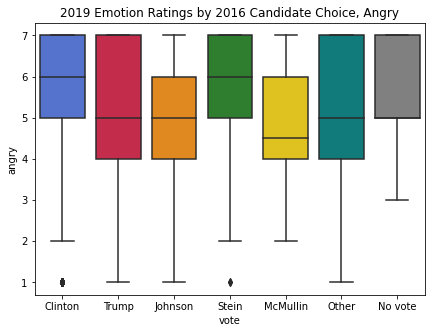 2019 Emotion Ratings by 2016 Candidate Choice, Angry
7
6
5
4
3
2
1
angry
Clinton Trump Johnson Stein McMullin Other No vote
vote